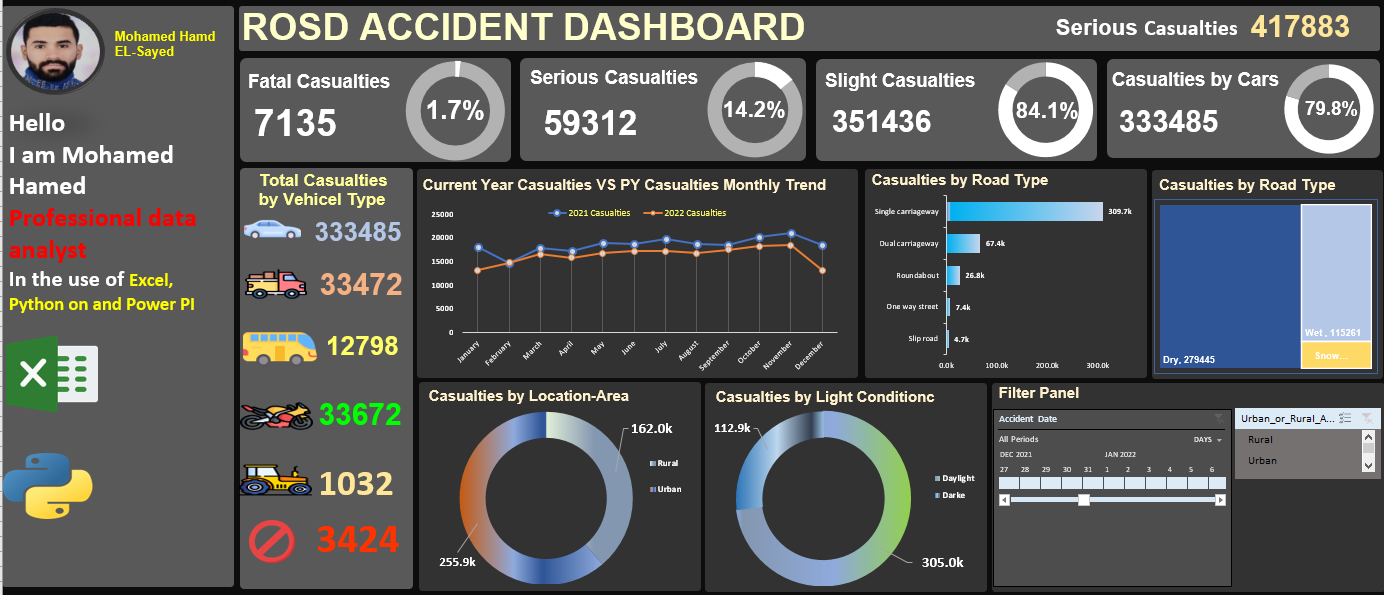 Mohamed Hamd
EL-Sayed
Hello
I am Mohamed
Hamed
Professional data
analyst
In the use of Excel,
Python on and Power PI
X
ROSD ACCIDENT DASHBOARD
Serious Casualties 417883
Fatal Casualties
7135
1.7%
Serious Casualties
59312
14.2%
Slight Casualties
351436
84.1%
Casualties by Cars
333485
79.8%
Total Casualties
by Vehicel Type
333485
33472
12798
33672
1032
3424
Current Year Casualties VS PY Casualties Monthly Trend
2021 Casualties 2022 Casualties
25000
20000
15000
10000
5000
0
January February March April May June July August September October November December
Casualties by Road Type
Single carriageway 309.7k
Dual carriageway 67.4k
Roundabout 26.8k
One way street 7.4k
Slip road 4.7k
0.0k 100.0k 200.0k 300.0k
Casualties by Road Type
Dry, 279445
Wet , 115261
Snow...
Casualties by Location-Area
162.0k
Rural
Urban
255.9k
Casualties by Light Conditionc
112.9k
Daylight
Darke
305.0k
Filter Panel
Accident Date
All Periods DAYS
DEC 2021 JAN 2022
27 28 29 30 31 1 2 3 4 5 6
Urban_or_Rural_A...
Rural
Urban